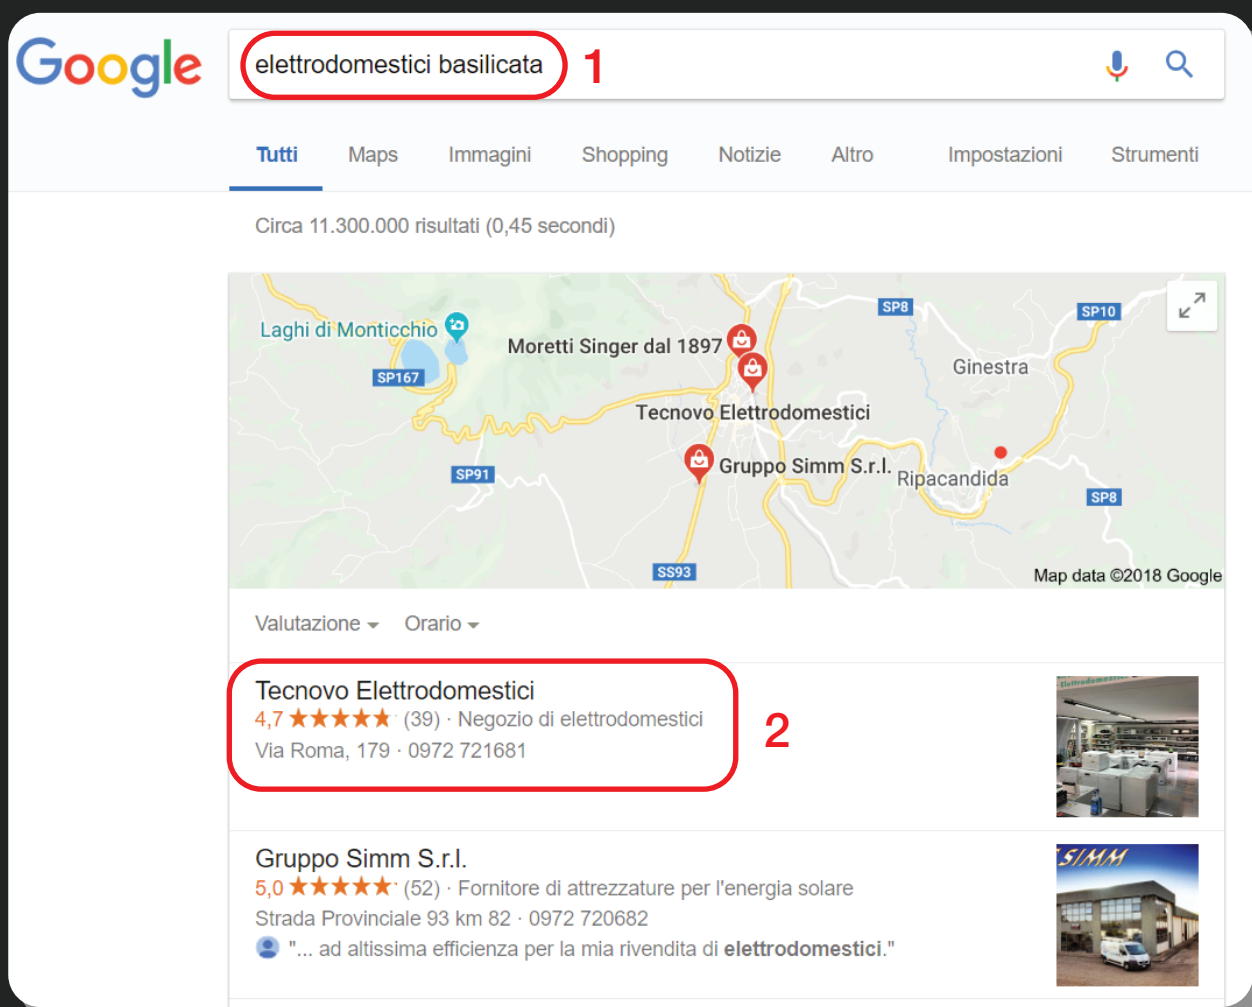 Google
elettrodomestici basilicata 1
Tutti Maps Immagini Shopping Notizie Altro Impostazioni Strumenti
Circa 11.300.000 risultati (0,45 secondi)
SP8
SP10
Laghi di Monticchio
Moretti Singer dal 1897
Ginestra
SP167
Tecnovo Elettrodomestici
Gruppo Simm S.r.l.
SP91
Ripacandida
SP8
SS93
Map data ©2018 Google
Valutazione Orario
Tecnovo Elettrodomestici
4,7 ★★★★★ (39) · Negozio di elettrodomestici
2
Via Roma, 179 · 0972 721681
Elettrodomestici
Gruppo Simm S.r.l.
SIMM
5,0 ★★★★★ (52) · Fornitore di attrezzature per l'energia solare
Strada Provinciale 93 km 82 · 0972 720682
"... ad altissima efficienza per la mia rivendita di elettrodomestici."